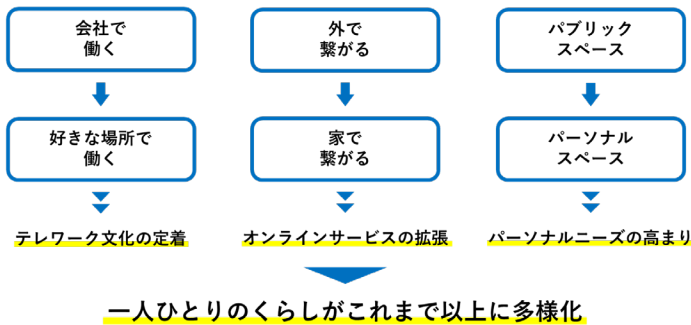 会社で
働く
外で
繋がる
パブリック
スペース
好きな場所で
働く
家で
繋がる
パーソナル
スペース
テレワーク文化の定着
オンラインサービスの拡張
パーソナルニーズの高まり
一人ひとりのくらしがこれまで以上に多様化